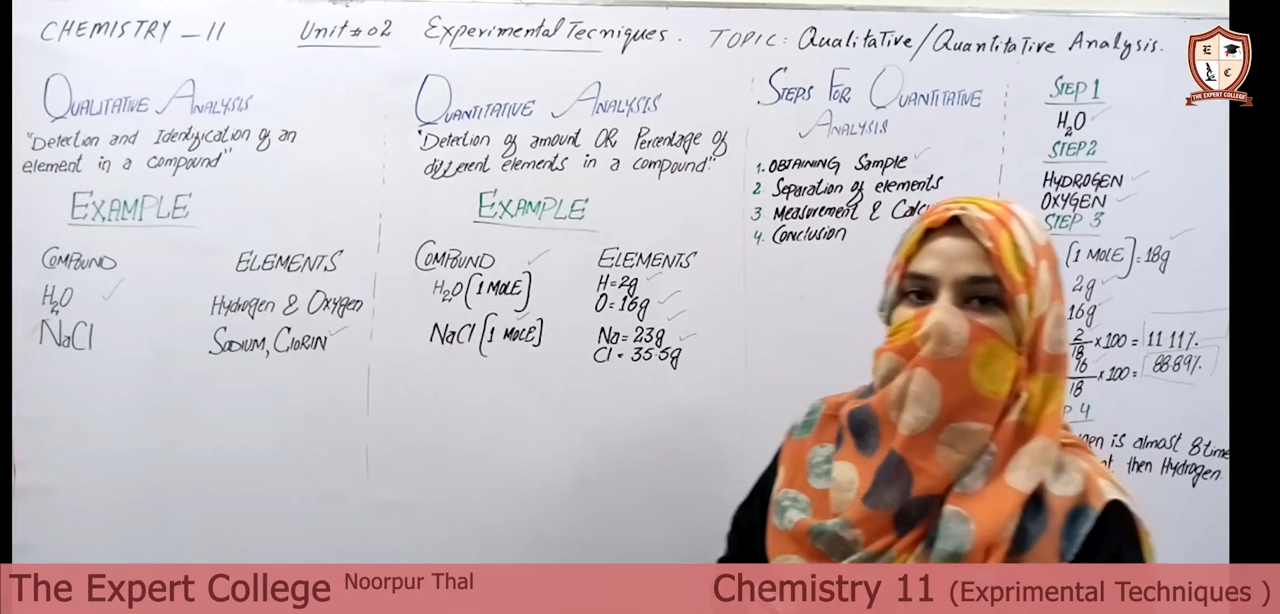 CHEMISTRY - 11 Unit # 02 Experimental Tecniques. TOPIC: Qualitative/Quantitative Analysis.
QUALITATIVE ANALYSIS
"Detection and Identification of an
element in a compound"
EXAMPLE
COMPOUND ELEMENTS
H₂O Hydrogen & Oxygen
NaCl SODIUM, ClORIN
QUANTITATIVE ANALYSIS
"Detection of amount OR Percentage of
different elements in a compound."
EXAMPLE
COMPOUND ELEMENTS
H₂O [1 MOLE] H=2g
O=16g
NaCl [1 MOLE] Na=23g
Cl=35.5g
STEPS FOR QUANTITATIVE
ANALYSIS
1. OBTAINING Sample
2. Separation of elements
3 Measurement & Calc
4. Conclusion
STEP 1
H₂O
STEP2
HYDROGEN
OXYGEN
STEP 3
[1 MOLE]=18g
2g
16g
2/18 ×100 = 11.11%
16/18 ×100 = 88.89%
P 4
gen is almost 8 time
then Hydrogen.
E C
THE EXPERT COLLEGE
The Expert College Noorpur Thal
Chemistry 11 (Exprimental Techniques )